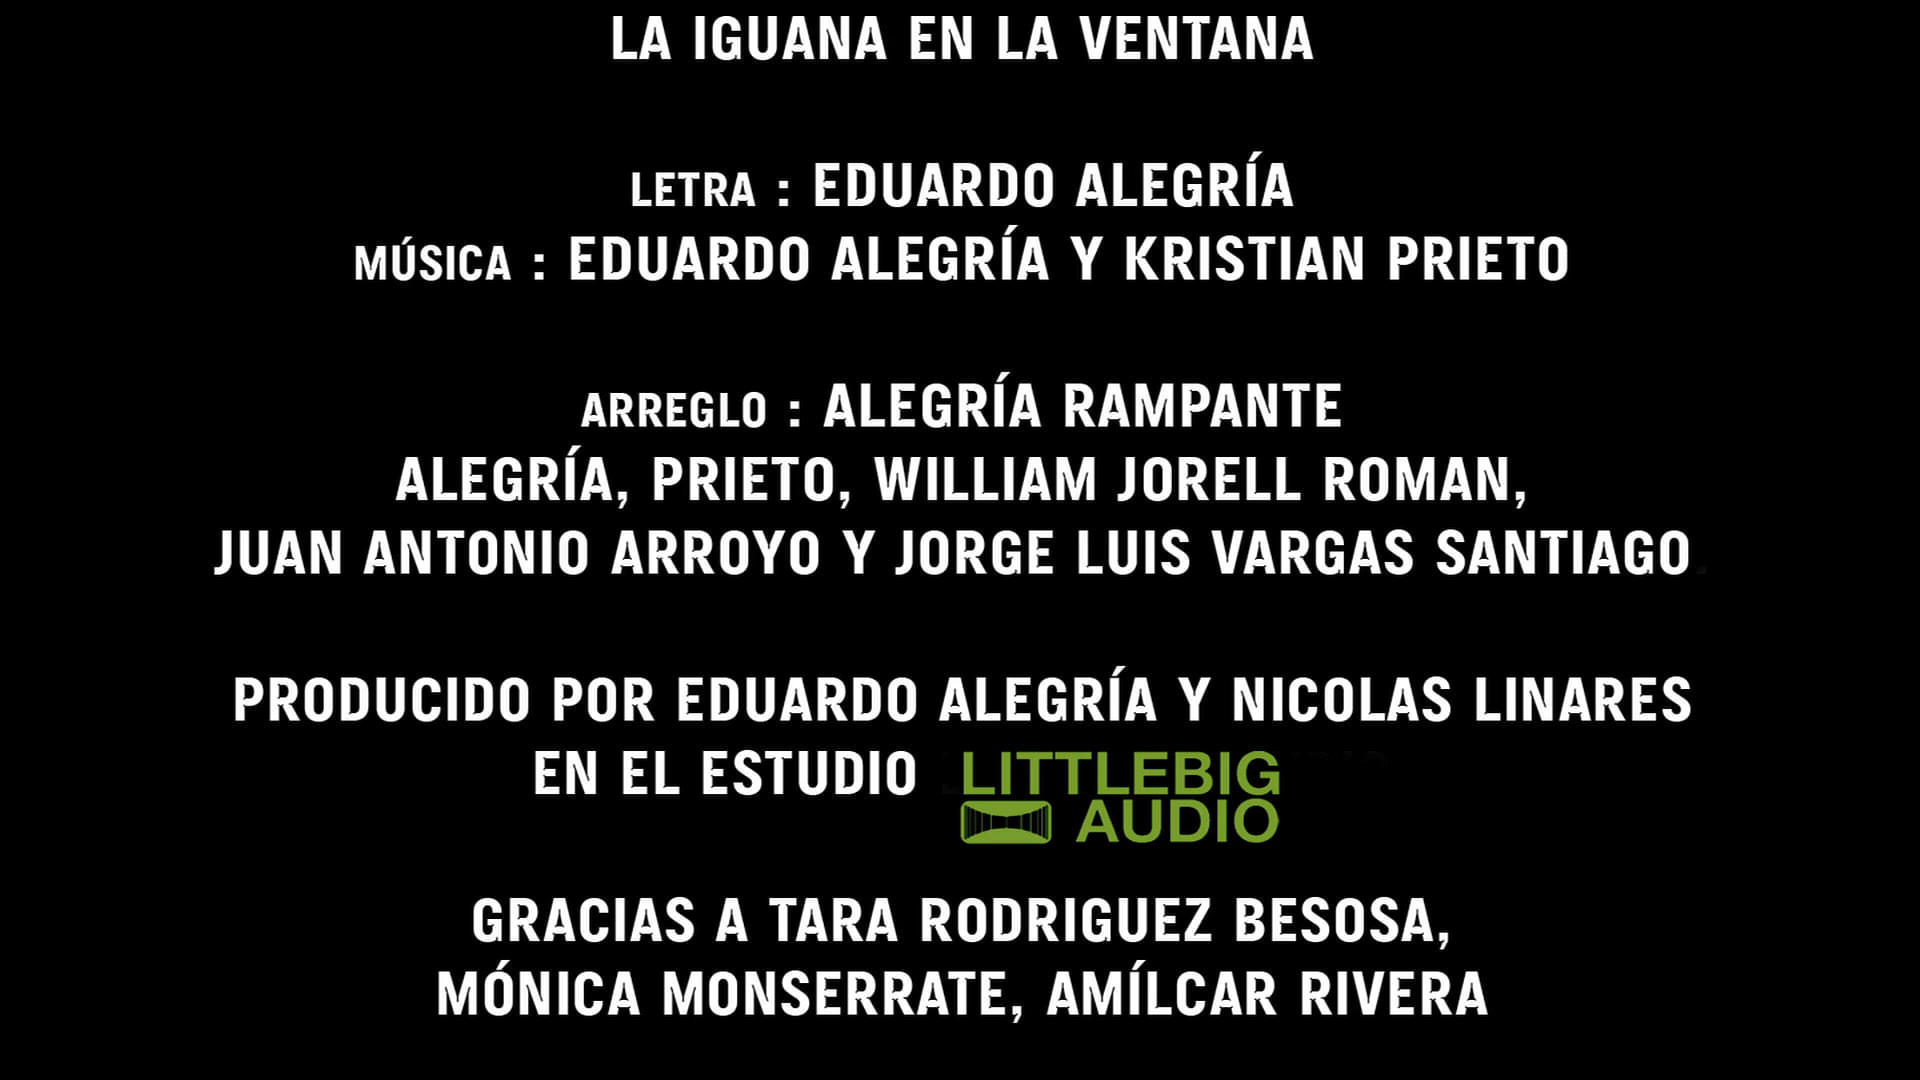 LA IGUANA EN LA VENTANA
LETRA : EDUARDO ALEGRÍA
MÚSICA : EDUARDO ALEGRÍA Y KRISTIAN PRIETO
ARREGLO : ALEGRÍA RAMPANTE
ALEGRÍA, PRIETO, WILLIAM JORELL ROMAN,
JUAN ANTONIO ARROYO Y JORGE LUIS VARGAS SANTIAGO
PRODUCIDO POR EDUARDO ALEGRÍA Y NICOLAS LINARES
EN EL ESTUDIO LITTLEBIG
AUDIO
GRACIAS A TARA RODRIGUEZ BESOSA,
MÓNICA MONSERRATE, AMÍLCAR RIVERA